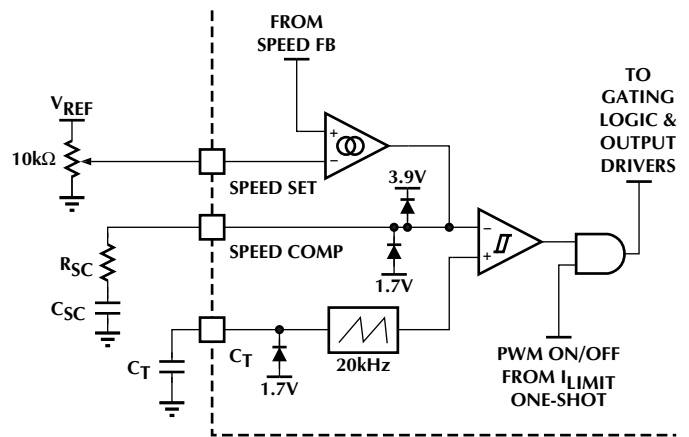 FROM
SPEED FB
TO
GATING
LOGIC &
OUTPUT
DRIVERS
VREF
10kΩ
+
−
SPEED SET
3.9V
SPEED COMP
−
+
1.7V
RSC
CSC
CT
CT
1.7V
20kHz
PWM ON/OFF
FROM ILIMIT
ONE-SHOT